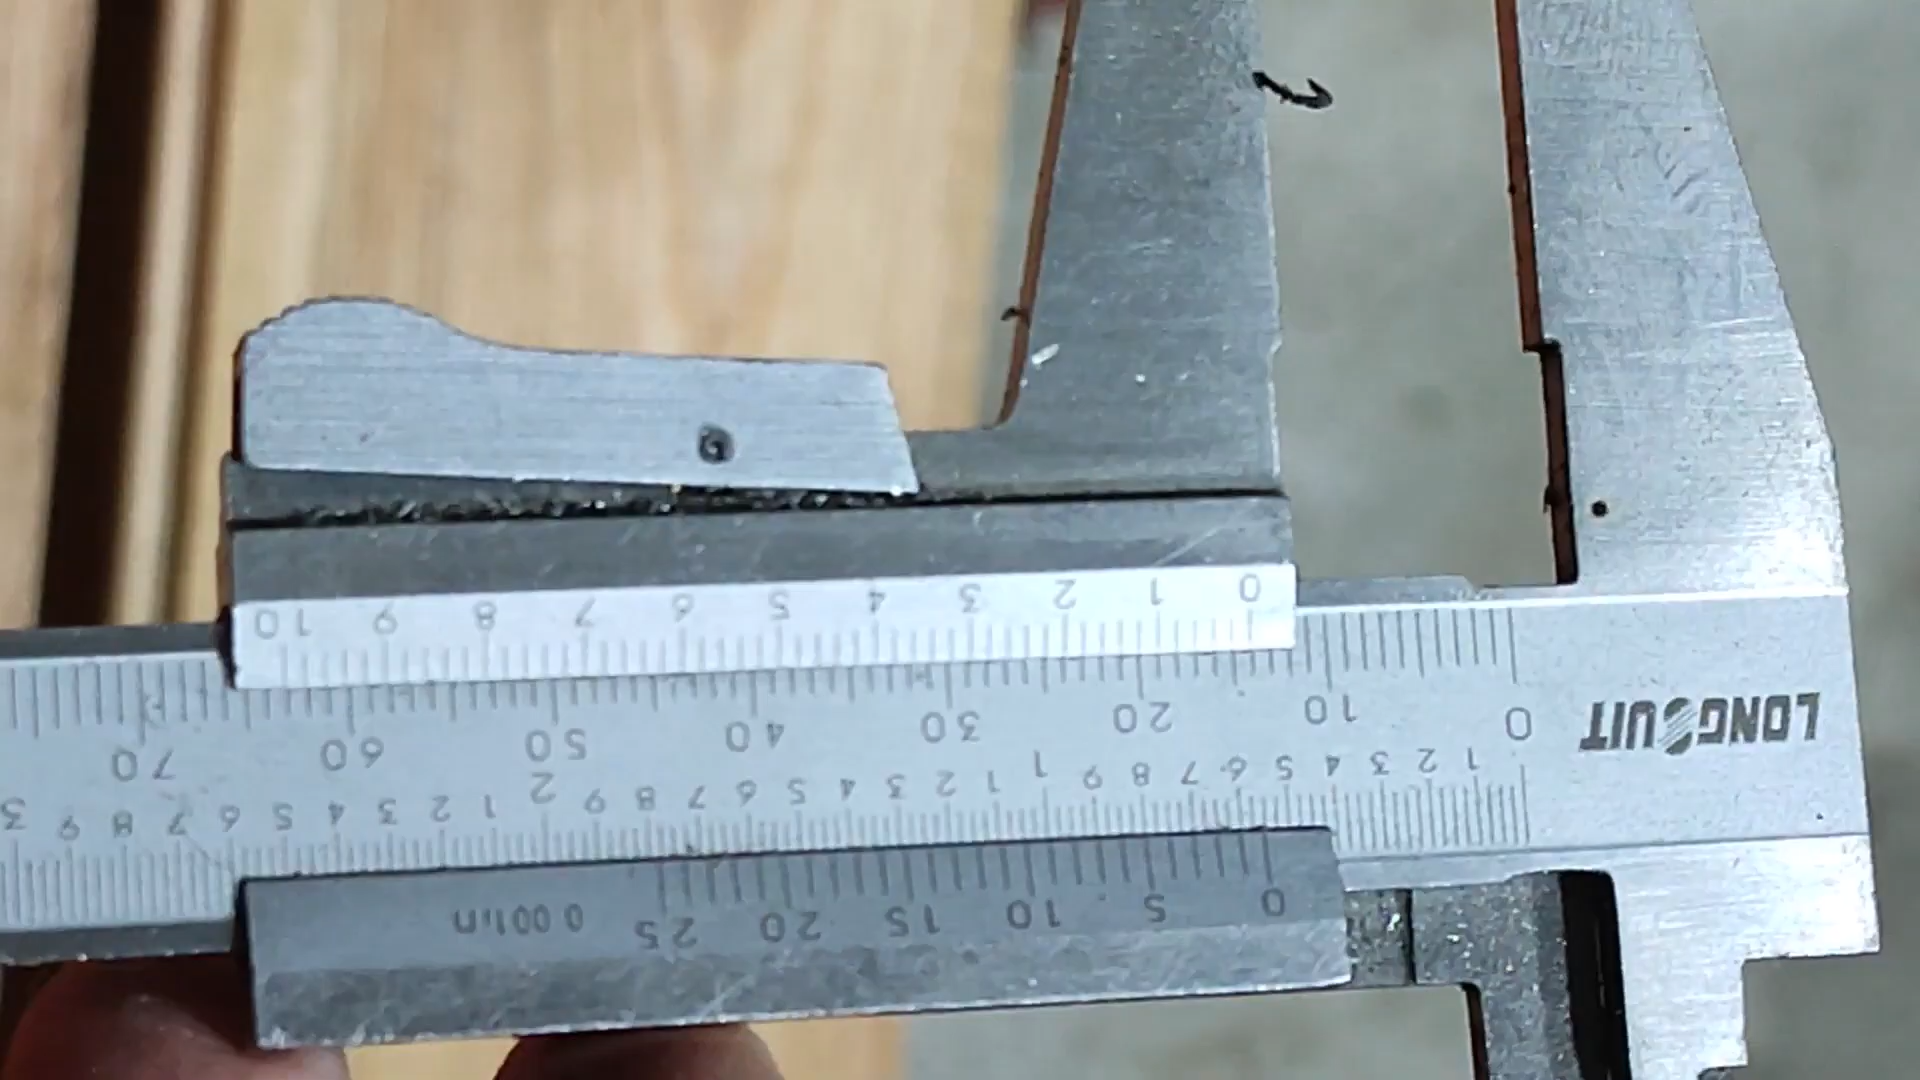 0 5 10 15 20 25 0.001in
1 2 3 4 5 6 7 8 9 1 1 2 3 4 5 6 7 8 9 2 1 2 3 4 5 6 7 8 9 3
LONGSUIT 0 10 20 30 40 50 60 70
0 1 2 3 4 5 6 7 8 9 10